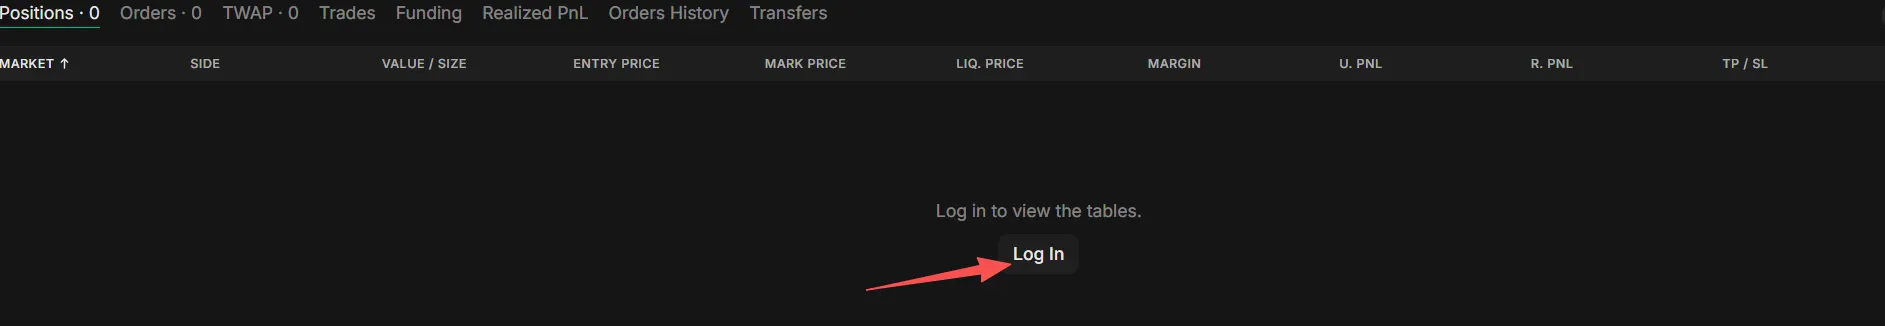 Positions · 0 Orders · 0 TWAP · 0 Trades Funding Realized PnL Orders History Transfers
MARKET ↑ SIDE VALUE / SIZE ENTRY PRICE MARK PRICE LIQ. PRICE MARGIN U. PNL R. PNL TP / SL
Log in to view the tables.
Log In